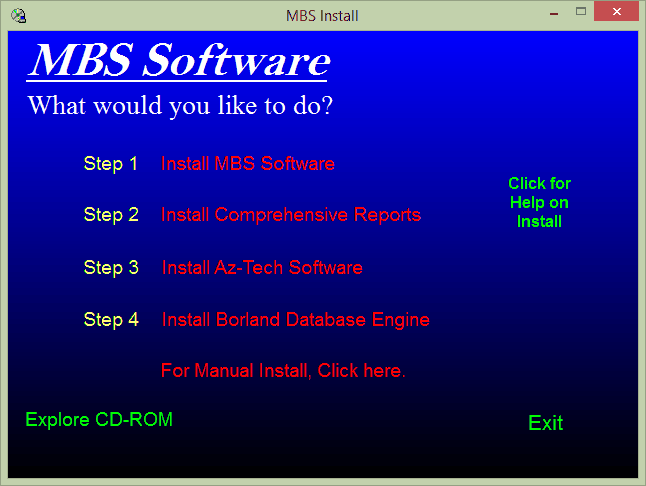 MBS Install
MBS Software
What would you like to do?
Step 1 Install MBS Software
Click for
Help on
Install
Step 2 Install Comprehensive Reports
Step 3 Install Az-Tech Software
Step 4 Install Borland Database Engine
For Manual Install, Click here.
Explore CD-ROM
Exit